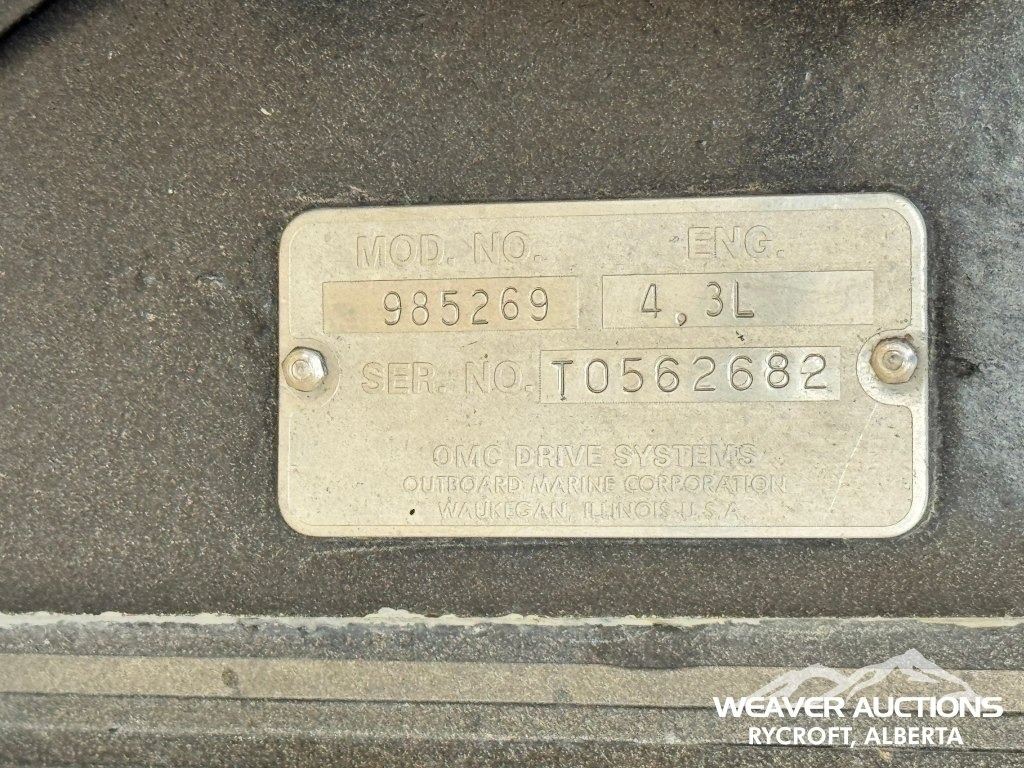 MOD. NO. ENG.
985269 4,3L
SER. NO. T0562682
OMC DRIVE SYSTEMS
OUTBOARD MARINE CORPORATION
WAUKEGAN, ILLINOIS U.S.A.
WEAVER AUCTIONS
RYCROFT, ALBERTA